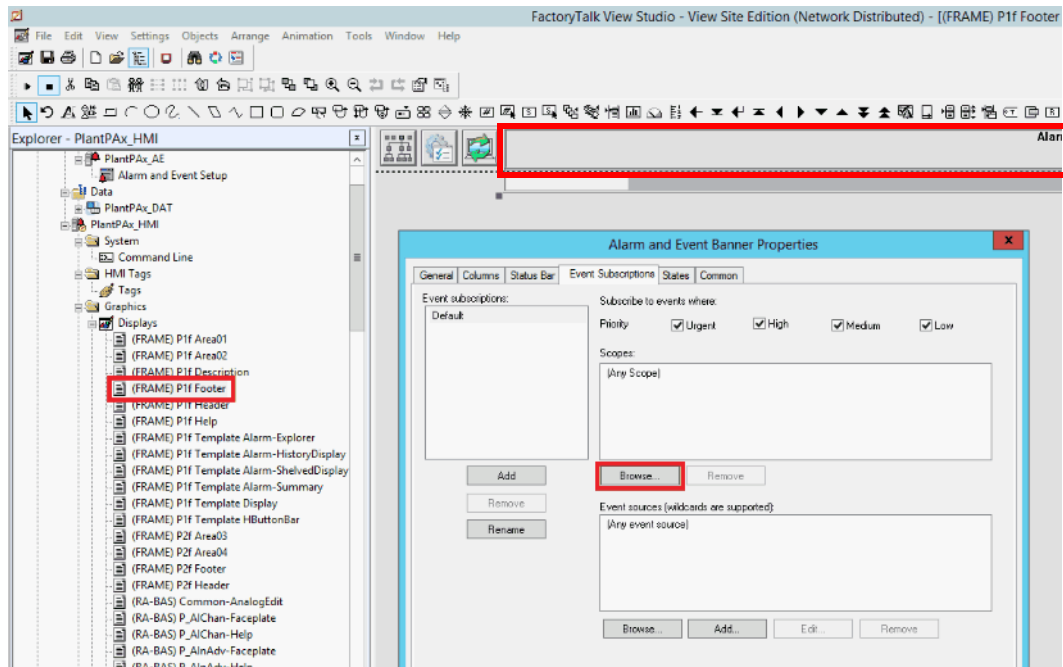 FactoryTalk View Studio - View Site Edition (Network Distributed) - [(FRAME) P1f Footer
File Edit View Settings Objects Arrange Animation Tools Window Help
Explorer - PlantPAx_HMI
PlantPAx_AE
Alarm and Event Setup
Data
PlantPAx_DAT
PlantPAx_HMI
System
Command Line
HMI Tags
Tags
Graphics
Displays
(FRAME) P1f Area01
(FRAME) P1f Area02
(FRAME) P1f Description
(FRAME) P1f Footer
(FRAME) P1f Header
(FRAME) P1f Help
(FRAME) P1f Template Alarm-Explorer
(FRAME) P1f Template Alarm-HistoryDisplay
(FRAME) P1f Template Alarm-ShelvedDisplay
(FRAME) P1f Template Alarm-Summary
(FRAME) P1f Template Display
(FRAME) P1f Template HButtonBar
(FRAME) P2f Area03
(FRAME) P2f Area04
(FRAME) P2f Footer
(FRAME) P2f Header
(RA-BAS) Common-AnalogEdit
(RA-BAS) P_AIChan-Faceplate
(RA-BAS) P_AIChan-Help
(RA-BAS) P_AInAdv-Faceplate
(RA-BAS) P_AInAdv-Help
Alarm and Event Banner Properties
General Columns Status Bar Event Subscriptions States Common
Event subscriptions:
Default
Add
Remove
Rename
Subscribe to events where:
Priority Urgent High Medium Low
Scopes:
(Any Scope)
Browse... Remove
Event sources (wildcards are supported):
(Any event source)
Browse... Add... Edit... Remove